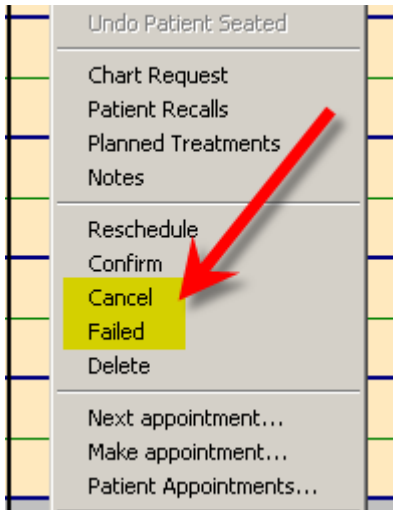 Undo Patient Seated
Chart Request
Patient Recalls
Planned Treatments
Notes
Reschedule
Confirm
Cancel
Failed
Delete
Next appointment...
Make appointment...
Patient Appointments...